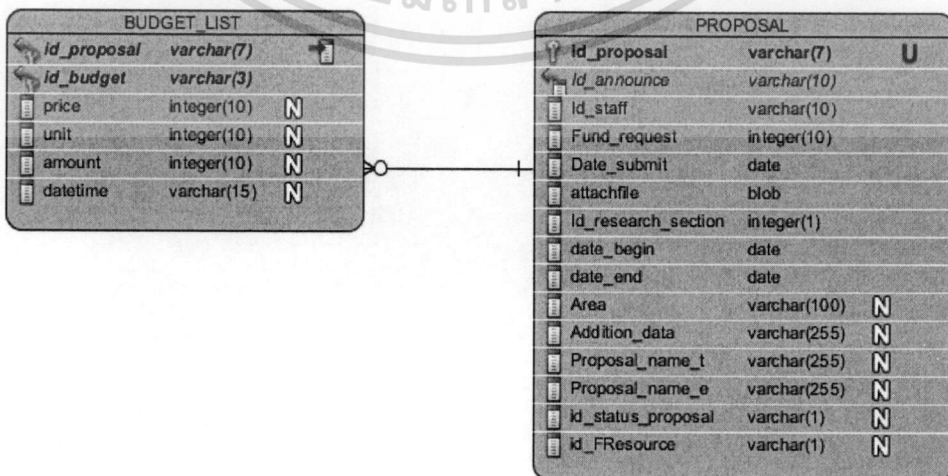 BUDGET_LIST
id_proposal varchar(7)
id_budget varchar(3)
price integer(10) N
unit integer(10) N
amount integer(10) N
datetime varchar(15) N
PROPOSAL
Id_proposal varchar(7) U
Id_announce varchar(10)
Id_staff varchar(10)
Fund_request integer(10)
Date_submit date
attachfile blob
Id_research_section integer(1)
date_begin date
date_end date
Area varchar(100) N
Addition_data varchar(255) N
Proposal_name_t varchar(255) N
Proposal_name_e varchar(255) N
id_status_proposal varchar(1) N
id_FResource varchar(1) N